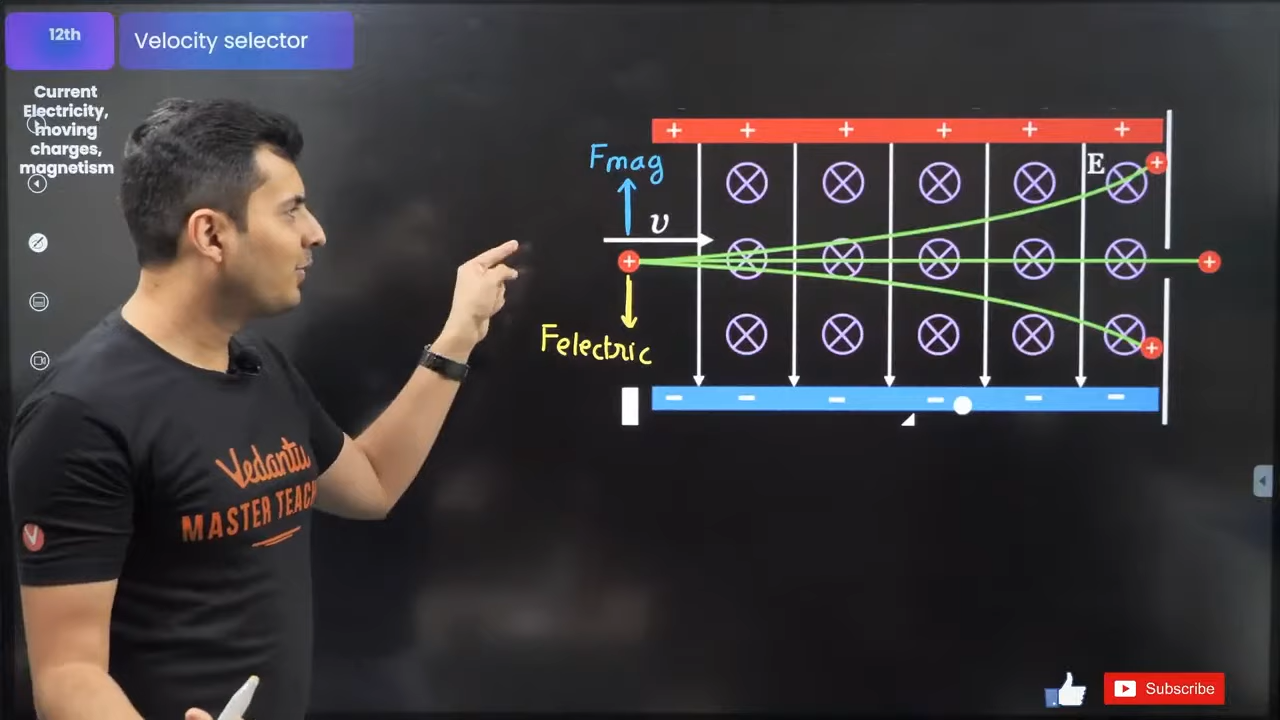 12th
Velocity selector
Current
Electricity,
moving
charges,
magnetism
Fmag
υ
E
Felectric
+ + + + + +
⊗ ⊗ ⊗ ⊗ ⊗
+
+
⊗ ⊗ ⊗ ⊗ ⊗
+
⊗ ⊗ ⊗ ⊗ ⊗
+
− − − − − −
Vedantu
MASTER TEACH
V
Subscribe